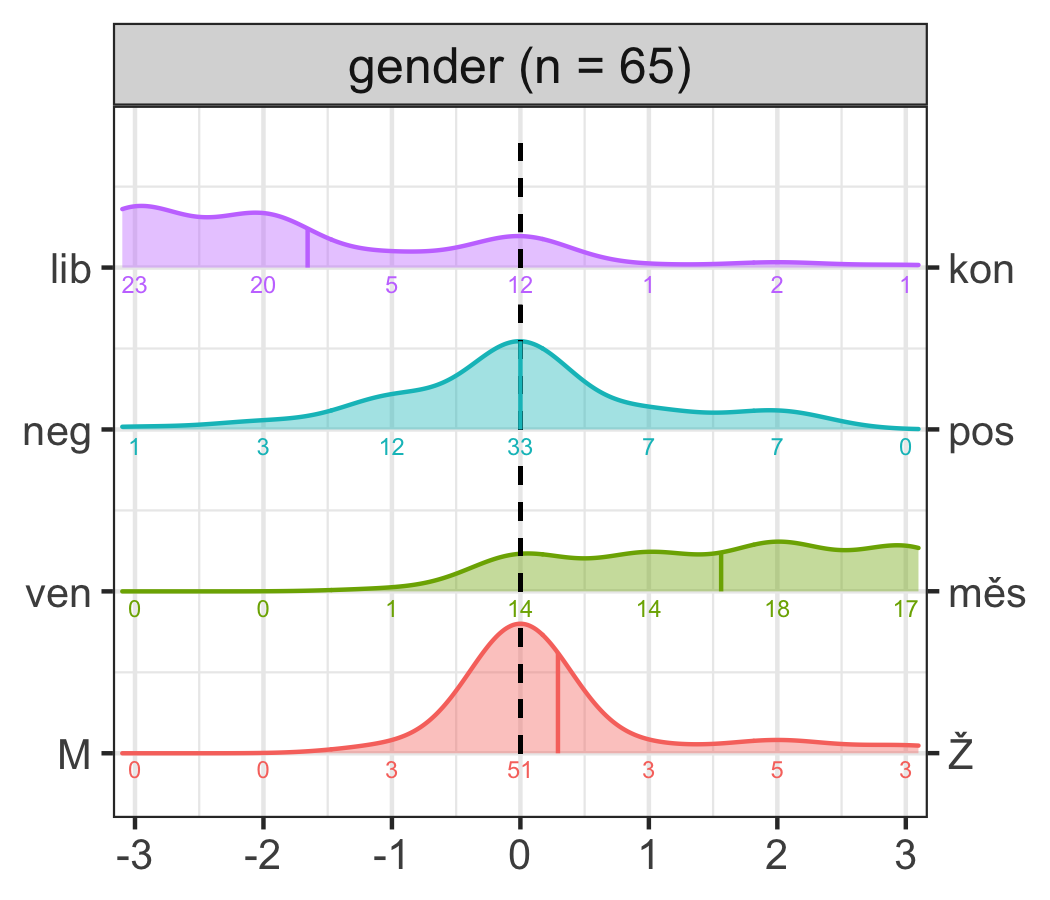 gender (n = 65)
lib kon
23 20 5 12 1 2 1
neg pos
1 3 12 33 7 7 0
ven měs
0 0 1 14 14 18 17
M Ž
0 0 3 51 3 5 3
-3 -2 -1 0 1 2 3